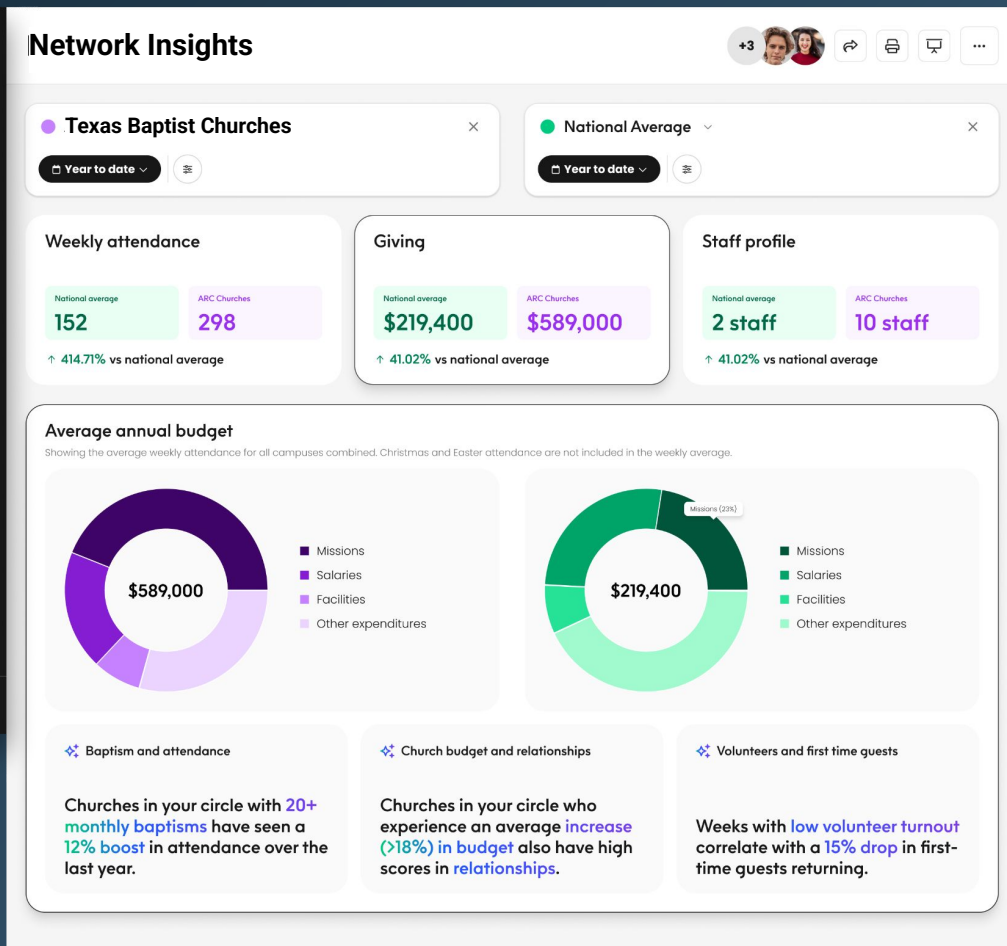 Network Insights
+3
Texas Baptist Churches
Year to date
National Average
Year to date
Weekly attendance
National average
152
ARC Churches
298
↑ 414.71% vs national average
Giving
National average
$219,400
ARC Churches
$589,000
↑ 41.02% vs national average
Staff profile
National average
2 staff
ARC Churches
10 staff
↑ 41.02% vs national average
Average annual budget
Showing the average weekly attendance for all campuses combined. Christmas and Easter attendance are not included in the weekly average.
$589,000
Missions
Salaries
Facilities
Other expenditures
Missions (23%)
$219,400
Missions
Salaries
Facilities
Other expenditures
Baptism and attendance
Churches in your circle with 20+
monthly baptisms have seen a
12% boost in attendance over the
last year.
Church budget and relationships
Churches in your circle who
experience an average increase
(>18%) in budget also have high
scores in relationships.
Volunteers and first time guests
Weeks with low volunteer turnout
correlate with a 15% drop in first-
time guests returning.